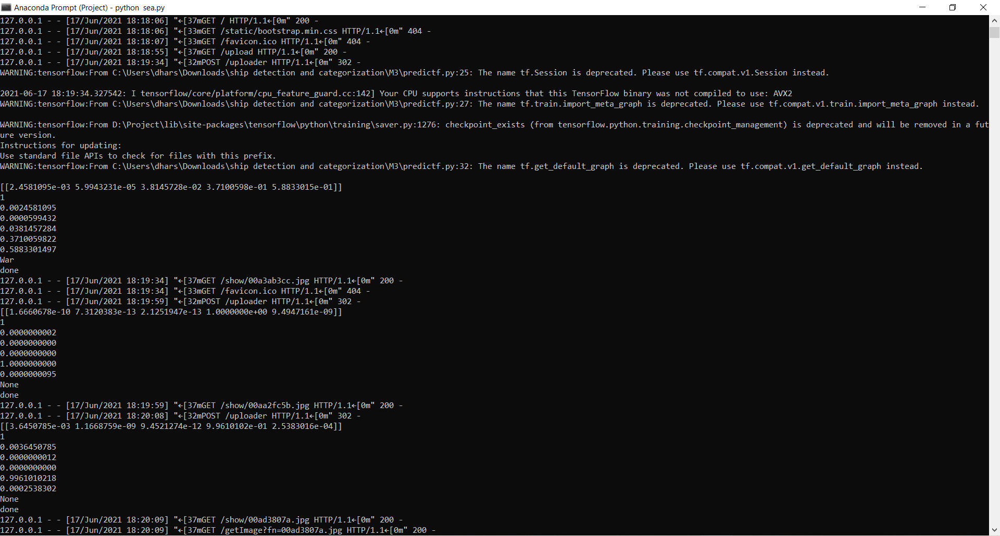 Anaconda Prompt (Project) - python  sea.py
127.0.0.1 - - [17/Jun/2021 18:18:06] "←[37mGET / HTTP/1.1←[0m" 200 -
127.0.0.1 - - [17/Jun/2021 18:18:06] "←[33mGET /static/bootstrap.min.css HTTP/1.1←[0m" 404 -
127.0.0.1 - - [17/Jun/2021 18:18:07] "←[33mGET /favicon.ico HTTP/1.1←[0m" 404 -
127.0.0.1 - - [17/Jun/2021 18:18:55] "←[37mGET /upload HTTP/1.1←[0m" 200 -
127.0.0.1 - - [17/Jun/2021 18:19:34] "←[32mPOST /uploader HTTP/1.1←[0m" 302 -
WARNING:tensorflow:From C:\Users\dhars\Downloads\ship detection and categorization\M3\predictf.py:25: The name tf.Session is deprecated. Please use tf.compat.v1.Session instead.
2021-06-17 18:19:34.327542: I tensorflow/core/platform/cpu_feature_guard.cc:142] Your CPU supports instructions that this TensorFlow binary was not compiled to use: AVX2
WARNING:tensorflow:From C:\Users\dhars\Downloads\ship detection and categorization\M3\predictf.py:27: The name tf.train.import_meta_graph is deprecated. Please use tf.compat.v1.train.import_meta_graph instead.
WARNING:tensorflow:From D:\Project\lib\site-packages\tensorflow\python\training\saver.py:1276: checkpoint_exists (from tensorflow.python.training.checkpoint_management) is deprecated and will be removed in a fut
ure version.
Instructions for updating:
Use standard file APIs to check for files with this prefix.
WARNING:tensorflow:From C:\Users\dhars\Downloads\ship detection and categorization\M3\predictf.py:32: The name tf.get_default_graph is deprecated. Please use tf.compat.v1.get_default_graph instead.
[[2.4581095e-03 5.9943231e-05 3.8145728e-02 3.7100598e-01 5.8833015e-01]]
1
0.0024581095
0.0000599432
0.0381457284
0.3710059822
0.5883301497
War
done
127.0.0.1 - - [17/Jun/2021 18:19:34] "←[37mGET /show/00a3ab3cc.jpg HTTP/1.1←[0m" 200 -
127.0.0.1 - - [17/Jun/2021 18:19:34] "←[33mGET /favicon.ico HTTP/1.1←[0m" 404 -
127.0.0.1 - - [17/Jun/2021 18:19:59] "←[32mPOST /uploader HTTP/1.1←[0m" 302 -
[[1.6660678e-10 7.3120383e-13 2.1251947e-13 1.0000000e+00 9.4947161e-09]]
1
0.0000000002
0.0000000000
0.0000000000
1.0000000000
0.0000000095
None
done
127.0.0.1 - - [17/Jun/2021 18:19:59] "←[37mGET /show/00aa2fc5b.jpg HTTP/1.1←[0m" 200 -
127.0.0.1 - - [17/Jun/2021 18:20:08] "←[32mPOST /uploader HTTP/1.1←[0m" 302 -
[[3.6450785e-03 1.1668759e-09 9.4521274e-12 9.9610102e-01 2.5383016e-04]]
1
0.0036450785
0.0000000012
0.0000000000
0.9961010218
0.0002538302
None
done
127.0.0.1 - - [17/Jun/2021 18:20:09] "←[37mGET /show/00ad3807a.jpg HTTP/1.1←[0m" 200 -
127.0.0.1 - - [17/Jun/2021 18:20:09] "←[37mGET /getImage?fn=00ad3807a.jpg HTTP/1.1←[0m" 200 -